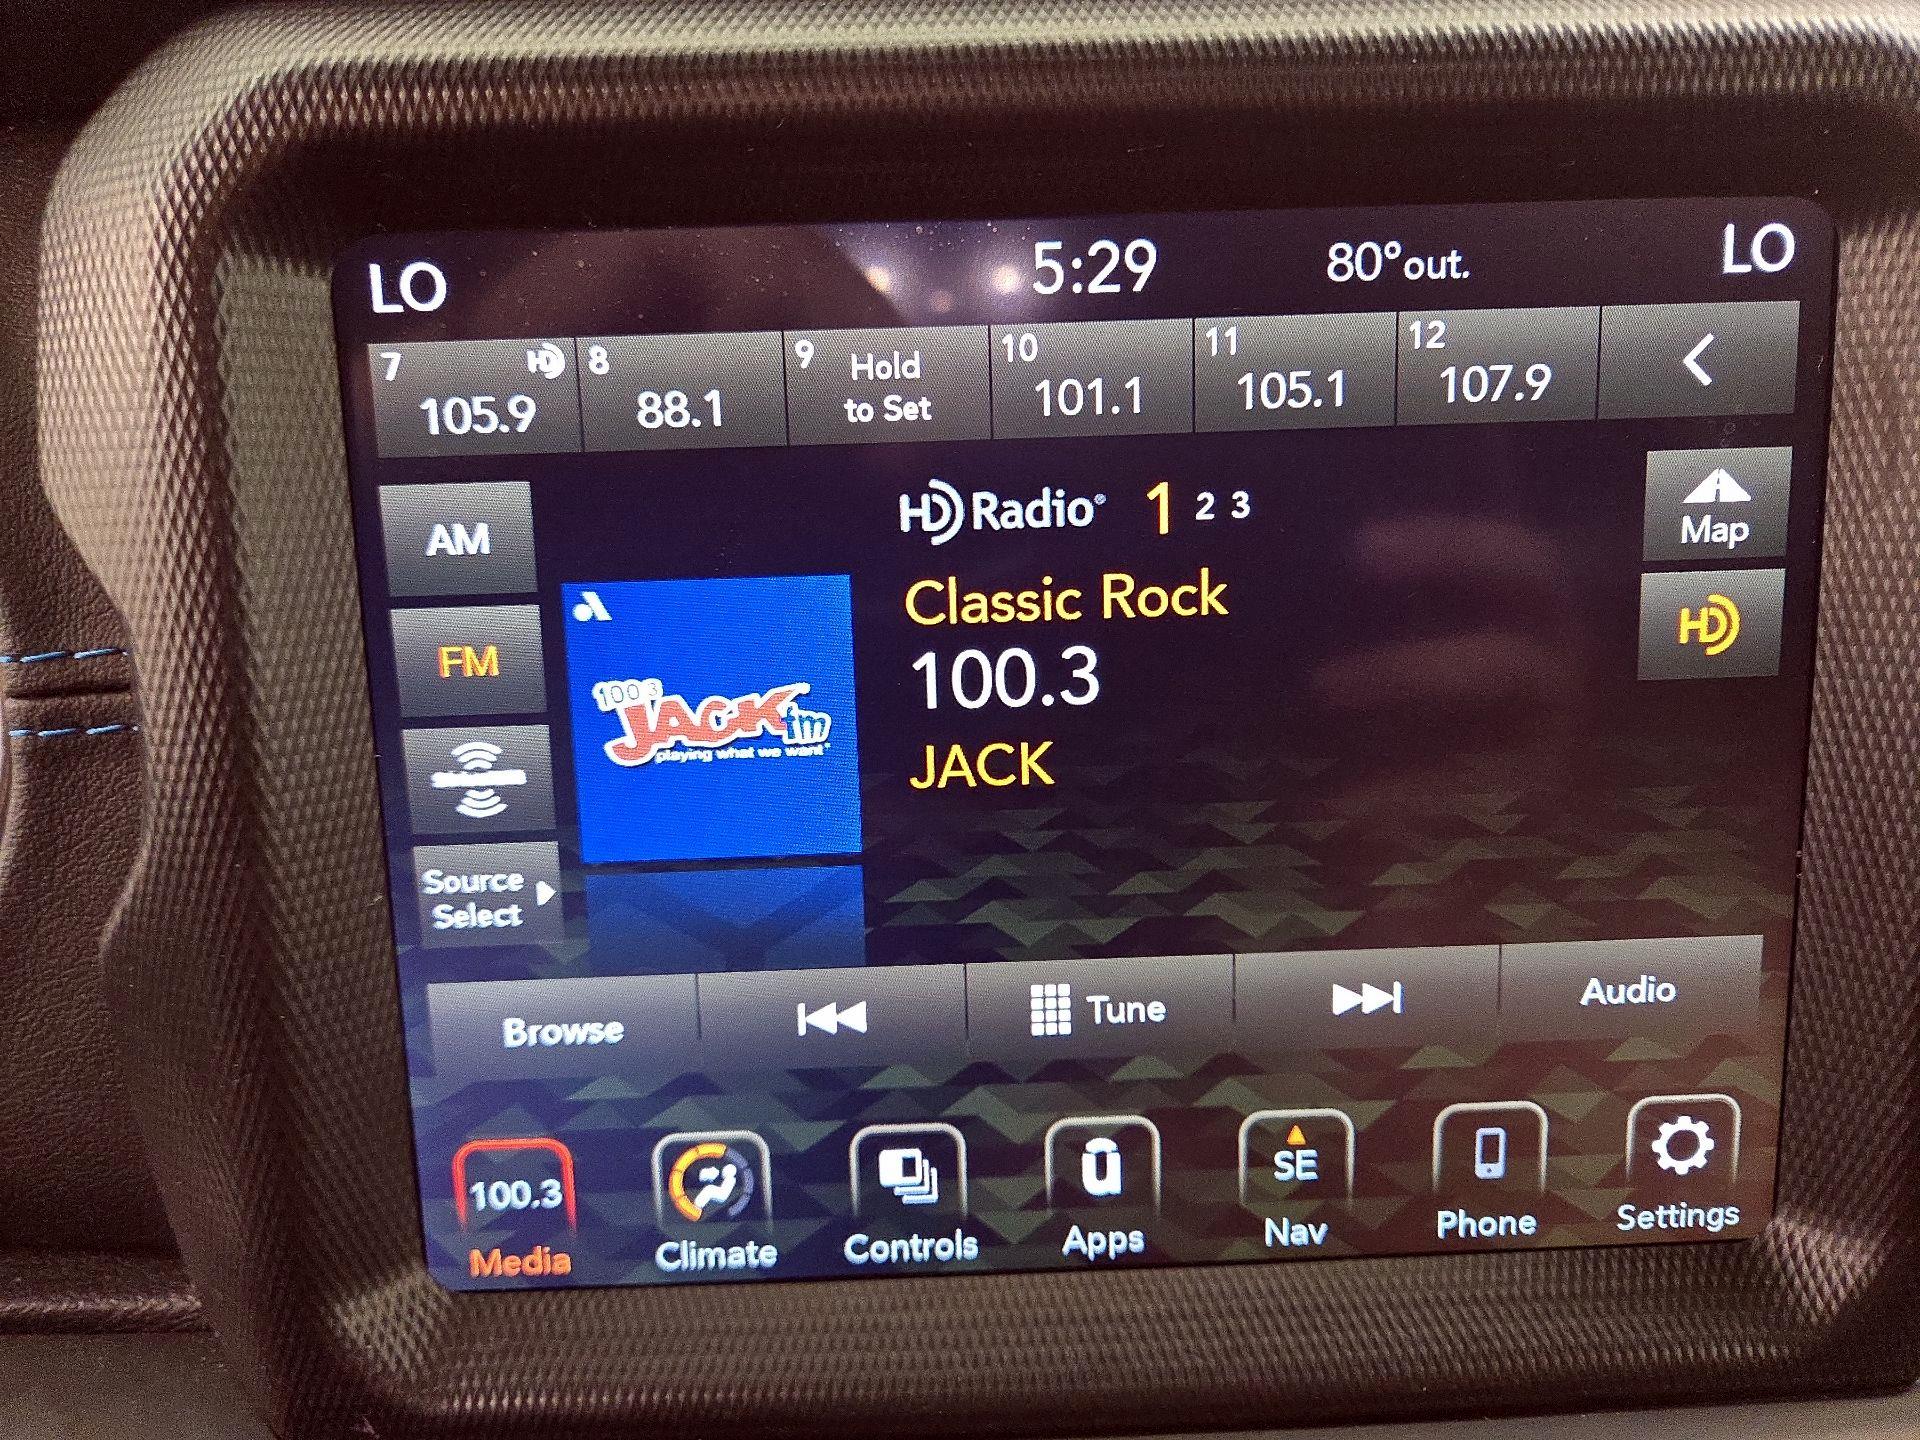 LO 5:29 80°out. LO
7 HD 8 9 Hold 10 11 12
105.9 88.1 to Set 101.1 105.1 107.9
AM
FM
Source
Select
100.3
JACK fm
playing what we want
HD Radio® 1 2 3
Classic Rock
100.3
JACK
Map
HD
Browse Tune Audio
100.3 SE
Media Climate Controls Apps Nav Phone Settings